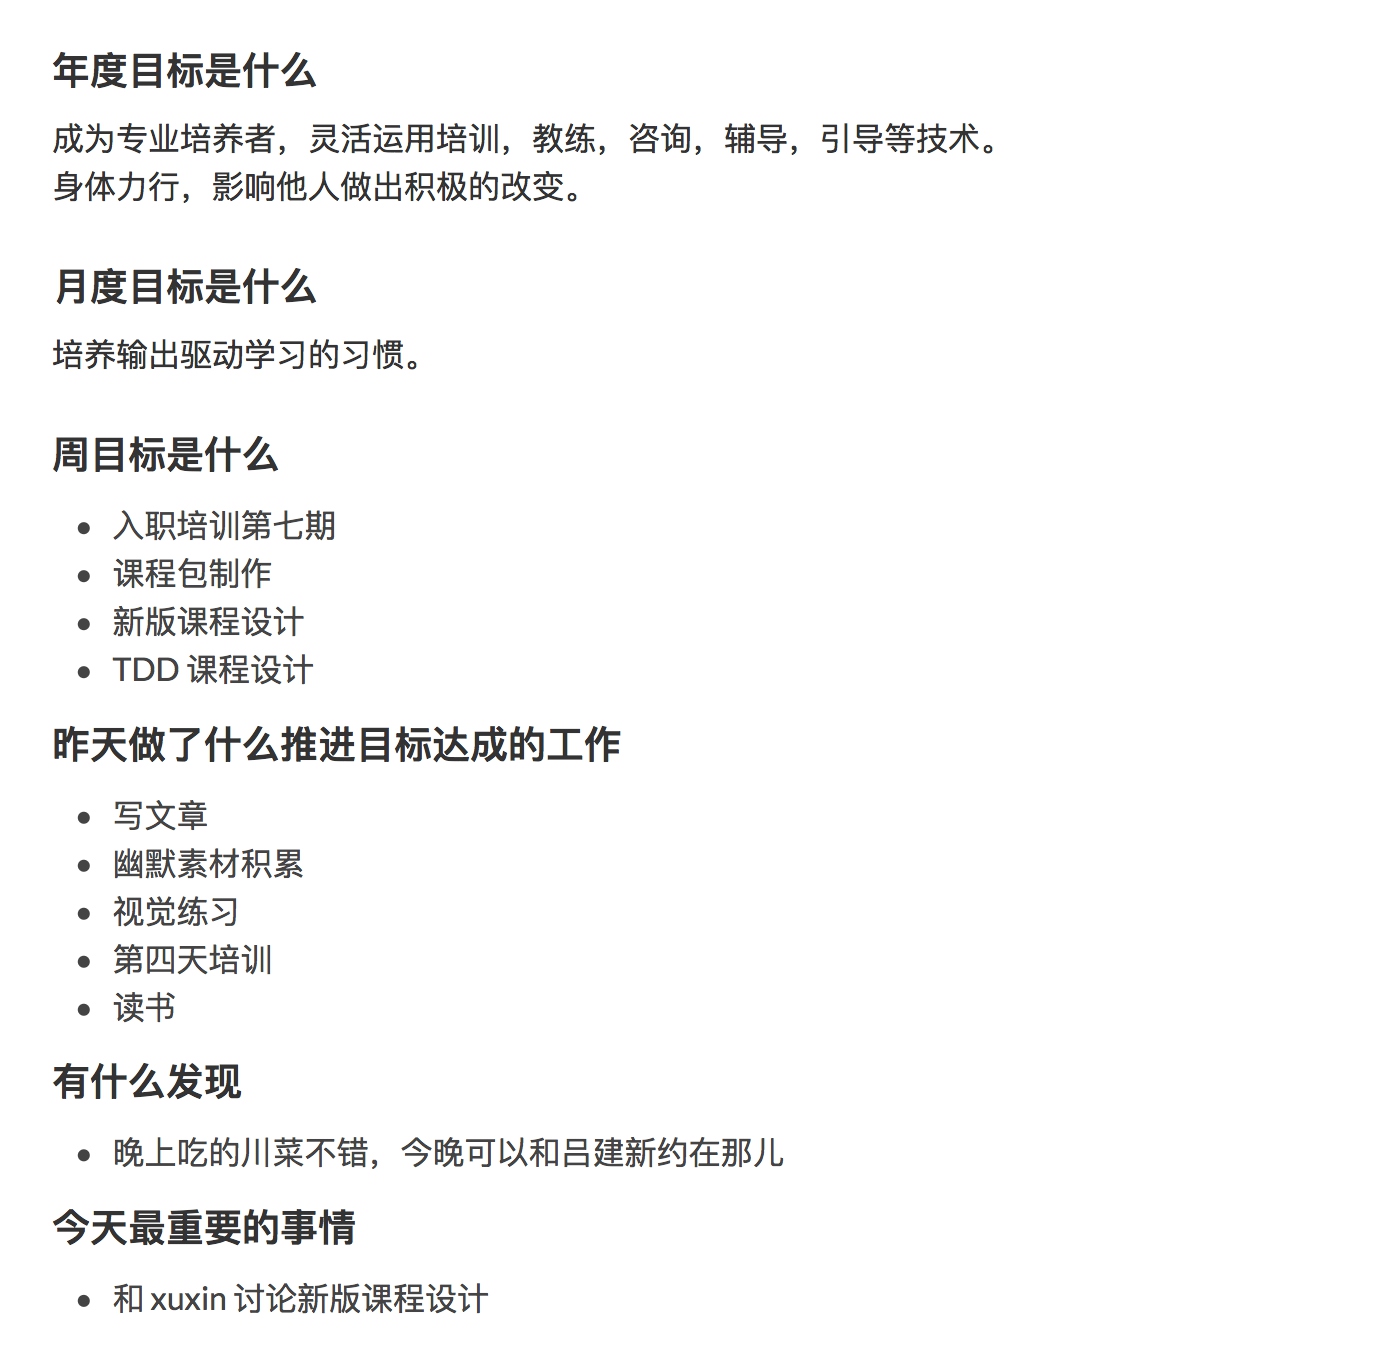 年度目标是什么
成为专业培养者，灵活运用培训，教练，咨询，辅导，引导等技术。
身体力行，影响他人做出积极的改变。
月度目标是什么
培养输出驱动学习的习惯。
周目标是什么
• 入职培训第七期
• 课程包制作
• 新版课程设计
• TDD 课程设计
昨天做了什么推进目标达成的工作
• 写文章
• 幽默素材积累
• 视觉练习
• 第四天培训
• 读书
有什么发现
• 晚上吃的川菜不错，今晚可以和吕建新约在那儿
今天最重要的事情
• 和 xuxin 讨论新版课程设计